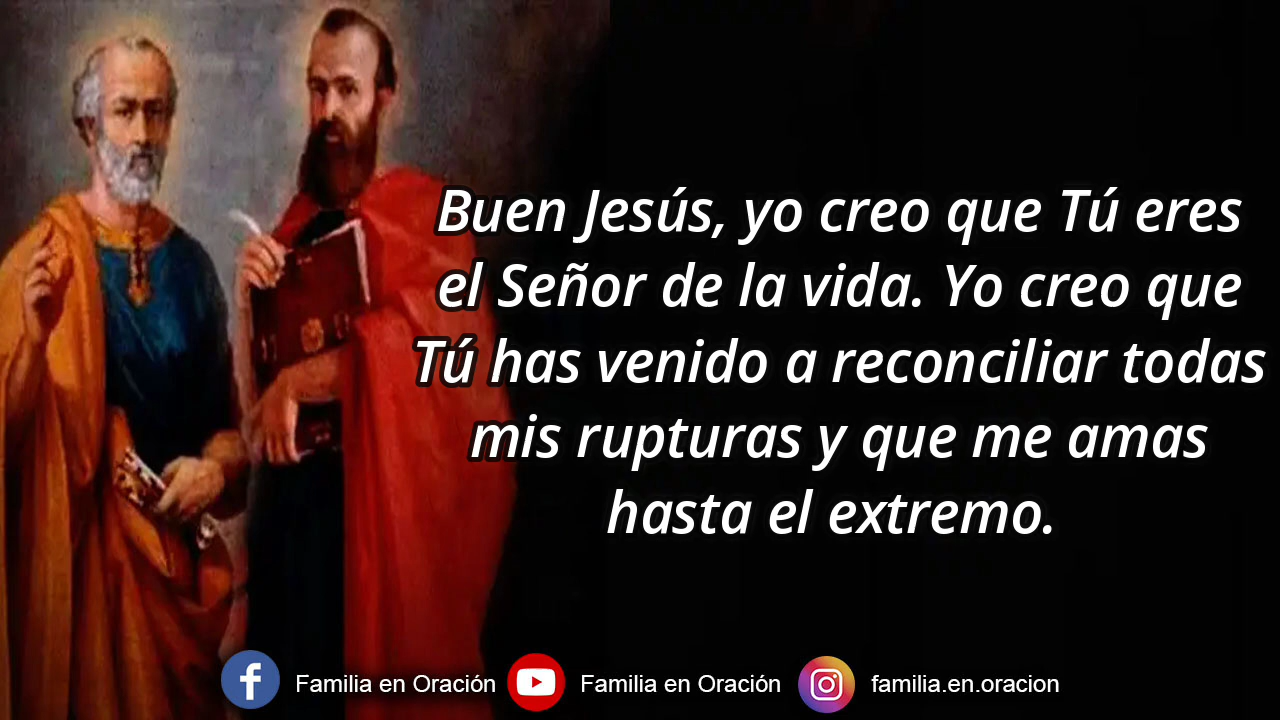 Buen Jesús, yo creo que Tú eres
el Señor de la vida. Yo creo que
Tú has venido a reconciliar todas
mis rupturas y que me amas
hasta el extremo.
Familia en Oración Familia en Oración familia.en.oracion